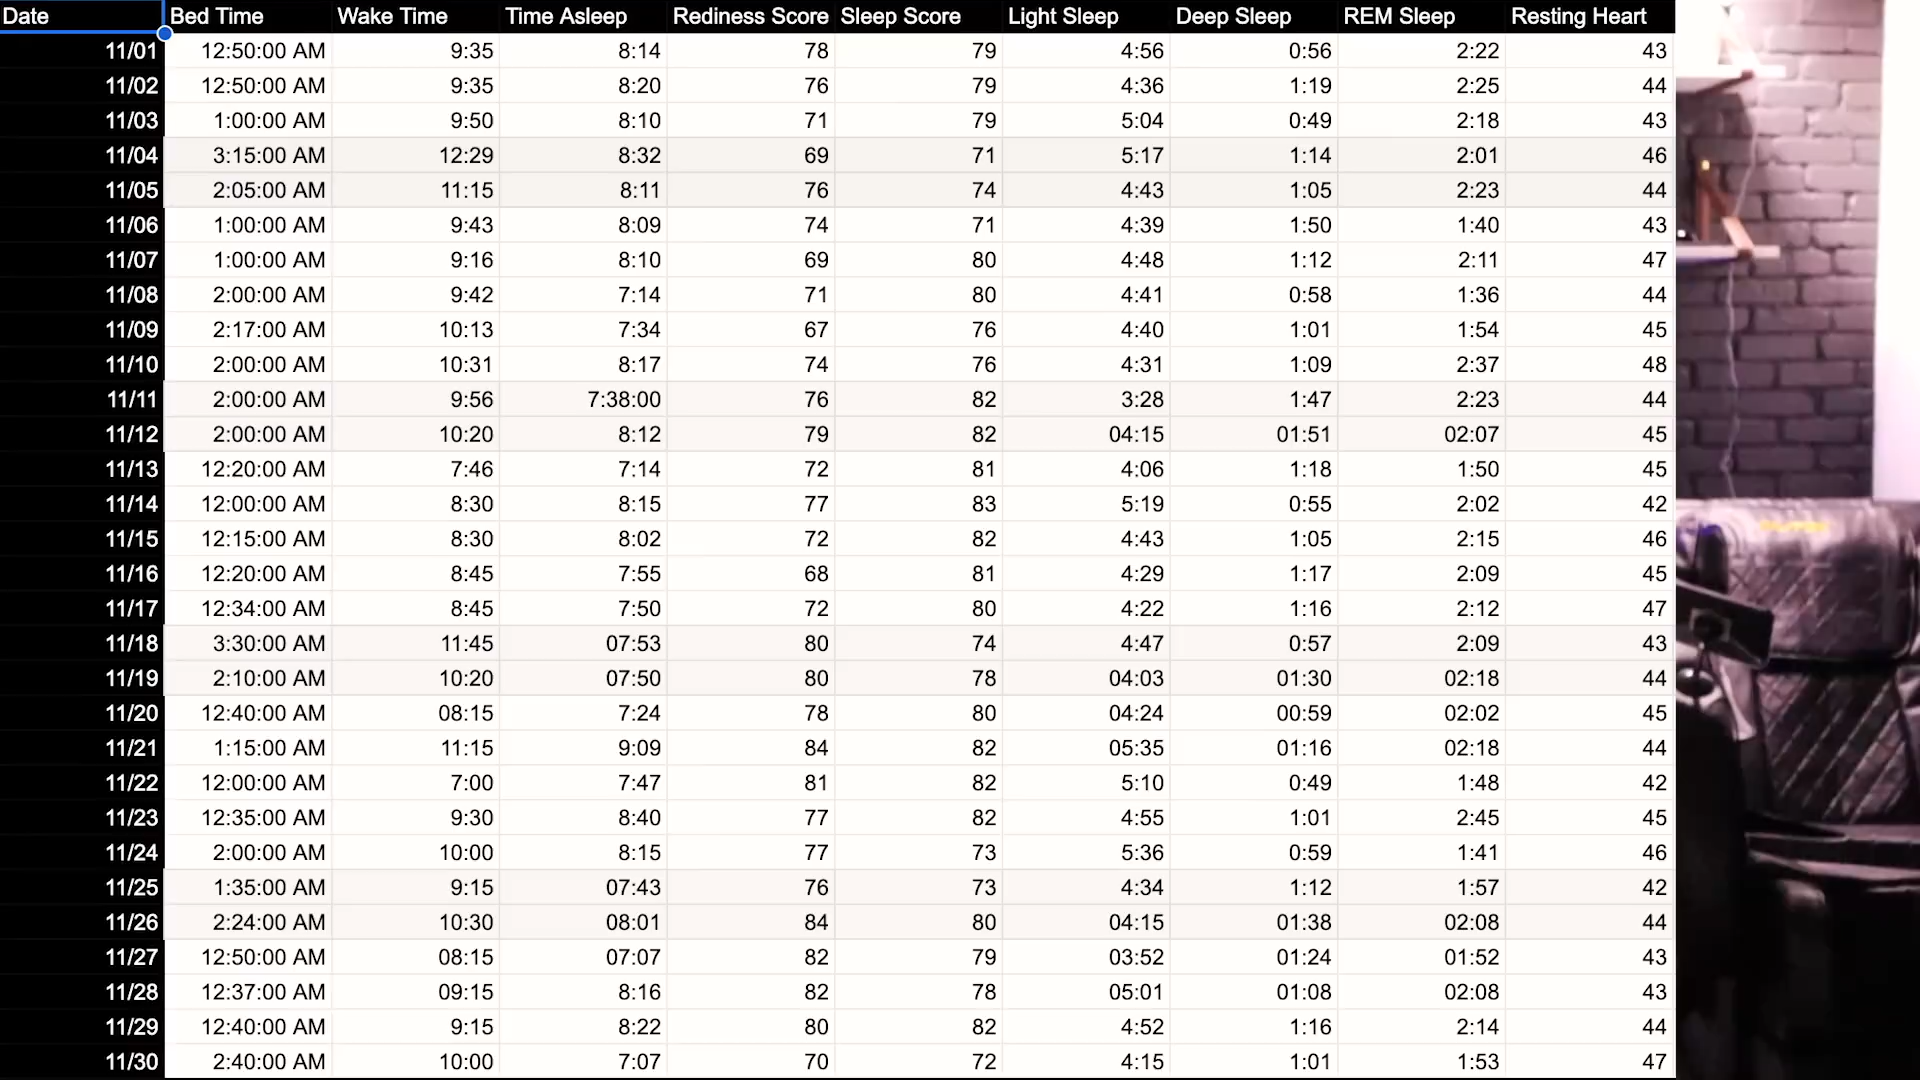 Date Bed Time Wake Time Time Asleep Rediness Score Sleep Score Light Sleep Deep Sleep REM Sleep Resting Heart
11/01 12:50:00 AM 9:35 8:14 78 79 4:56 0:56 2:22 43
11/02 12:50:00 AM 9:35 8:20 76 79 4:36 1:19 2:25 44
11/03 1:00:00 AM 9:50 8:10 71 79 5:04 0:49 2:18 43
11/04 3:15:00 AM 12:29 8:32 69 71 5:17 1:14 2:01 46
11/05 2:05:00 AM 11:15 8:11 76 74 4:43 1:05 2:23 44
11/06 1:00:00 AM 9:43 8:09 74 71 4:39 1:50 1:40 43
11/07 1:00:00 AM 9:16 8:10 69 80 4:48 1:12 2:11 47
11/08 2:00:00 AM 9:42 7:14 71 80 4:41 0:58 1:36 44
11/09 2:17:00 AM 10:13 7:34 67 76 4:40 1:01 1:54 45
11/10 2:00:00 AM 10:31 8:17 74 76 4:31 1:09 2:37 48
11/11 2:00:00 AM 9:56 7:38:00 76 82 3:28 1:47 2:23 44
11/12 2:00:00 AM 10:20 8:12 79 82 04:15 01:51 02:07 45
11/13 12:20:00 AM 7:46 7:14 72 81 4:06 1:18 1:50 45
11/14 12:00:00 AM 8:30 8:15 77 83 5:19 0:55 2:02 42
11/15 12:15:00 AM 8:30 8:02 72 82 4:43 1:05 2:15 46
11/16 12:20:00 AM 8:45 7:55 68 81 4:29 1:17 2:09 45
11/17 12:34:00 AM 8:45 7:50 72 80 4:22 1:16 2:12 47
11/18 3:30:00 AM 11:45 07:53 80 74 4:47 0:57 2:09 43
11/19 2:10:00 AM 10:20 07:50 80 78 04:03 01:30 02:18 44
11/20 12:40:00 AM 08:15 7:24 78 80 04:24 00:59 02:02 45
11/21 1:15:00 AM 11:15 9:09 84 82 05:35 01:16 02:18 44
11/22 12:00:00 AM 7:00 7:47 81 82 5:10 0:49 1:48 42
11/23 12:35:00 AM 9:30 8:40 77 82 4:55 1:01 2:45 45
11/24 2:00:00 AM 10:00 8:15 77 73 5:36 0:59 1:41 46
11/25 1:35:00 AM 9:15 07:43 76 73 4:34 1:12 1:57 42
11/26 2:24:00 AM 10:30 08:01 84 80 04:15 01:38 02:08 44
11/27 12:50:00 AM 08:15 07:07 82 79 03:52 01:24 01:52 43
11/28 12:37:00 AM 09:15 8:16 82 78 05:01 01:08 02:08 43
11/29 12:40:00 AM 9:15 8:22 80 82 4:52 1:16 2:14 44
11/30 2:40:00 AM 10:00 7:07 70 72 4:15 1:01 1:53 47